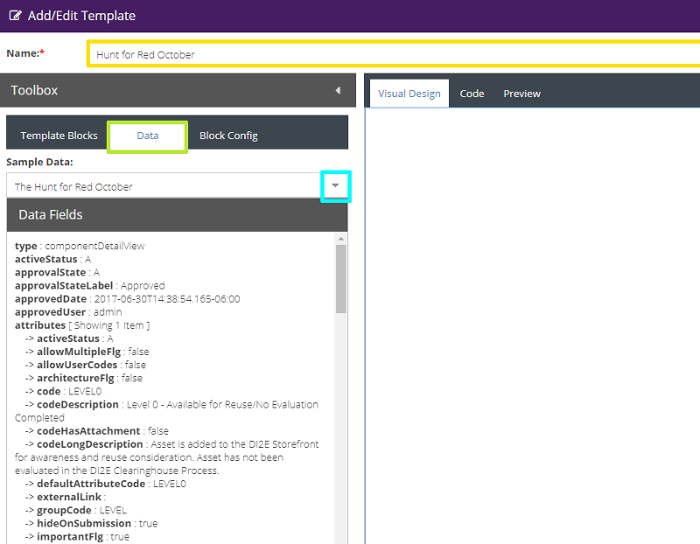 Add/Edit Template
Name:*
Hunt for Red October
Toolbox
Visual Design Code Preview
Template Blocks Data Block Config
Sample Data:
The Hunt for Red October
Data Fields
type : componentDetailView
activeStatus : A
approvalState : A
approvalStateLabel : Approved
approvedDate : 2017-06-30T14:38:54.165-06:00
approvedUser : admin
attributes [ Showing 1 Item ]
-> activeStatus : A
-> allowMultipleFlg : false
-> allowUserCodes : false
-> architectureFlg : false
-> code : LEVEL0
-> codeDescription : Level 0 - Available for Reuse/No Evaluation
Completed
-> codeHasAttachment : false
-> codeLongDescription : Asset is added to the DI2E Storefront
for awareness and reuse consideration. Asset has not been
evaluated in the DI2E Clearinghouse Process.
-> defaultAttributeCode : LEVEL0
-> externalLink :
-> groupCode : LEVEL
-> hideOnSubmission : true
-> importantFlg : true